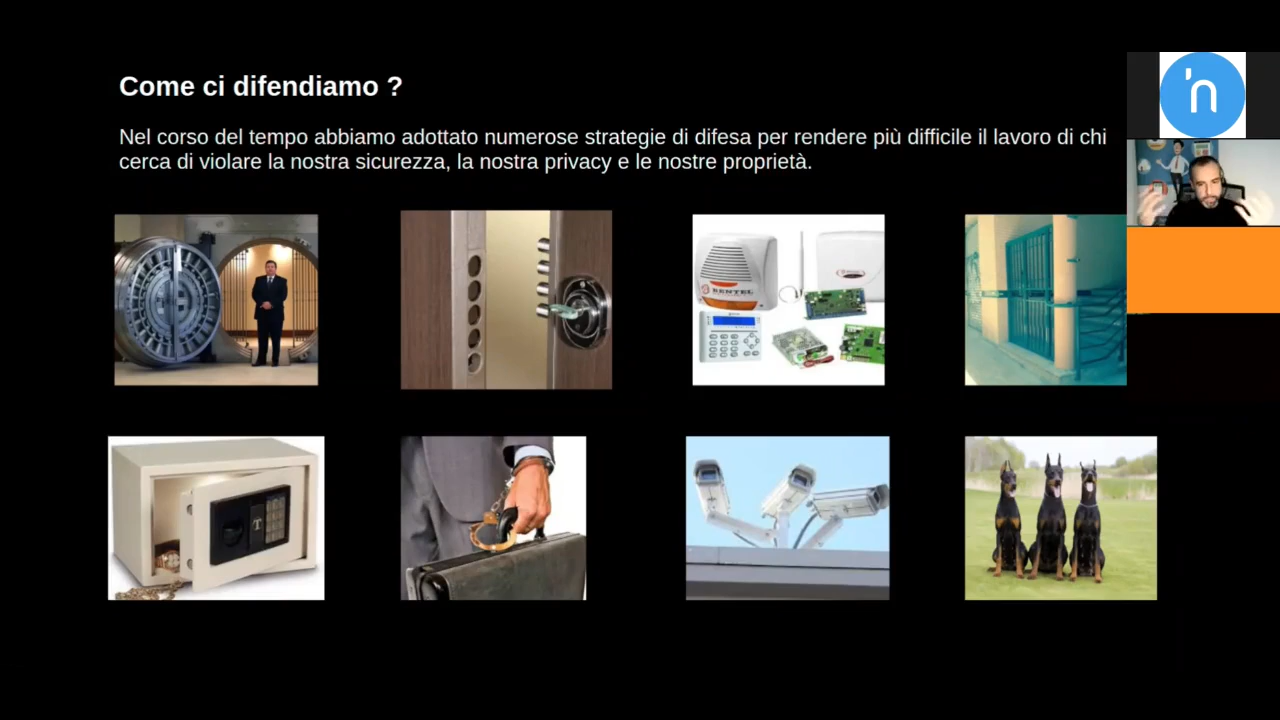 Come ci difendiamo ?
Nel corso del tempo abbiamo adottato numerose strategie di difesa per rendere più difficile il lavoro di chi
cerca di violare la nostra sicurezza, la nostra privacy e le nostre proprietà.
BENTEL
'n